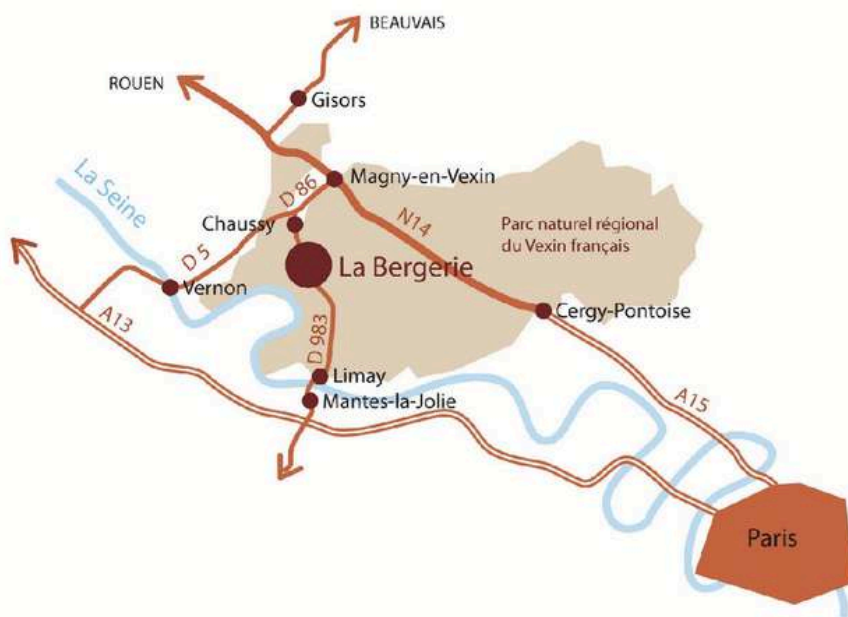 BEAUVAIS
ROUEN
Gisors
La Seine
D 86
Magny-en-Vexin
Chaussy
N14
Parc naturel régional
du Vexin français
D 5
La Bergerie
Vernon
A13
D 983
Cergy-Pontoise
Limay
Mantes-la-Jolie
A15
Paris